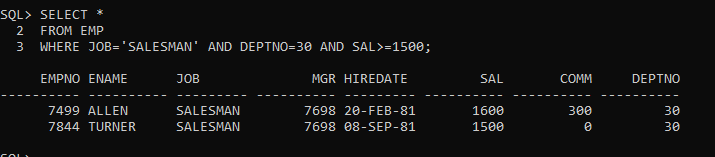 SQL> SELECT *
  2  FROM EMP
  3  WHERE JOB='SALESMAN' AND DEPTNO=30 AND SAL>=1500;
     EMPNO ENAME      JOB              MGR HIREDATE         SAL       COMM     DEPTNO
---------- ---------- --------- ---------- --------- ---------- ---------- ----------
      7499 ALLEN      SALESMAN        7698 20-FEB-81       1600        300         30
      7844 TURNER     SALESMAN        7698 08-SEP-81       1500          0         30
SQL>